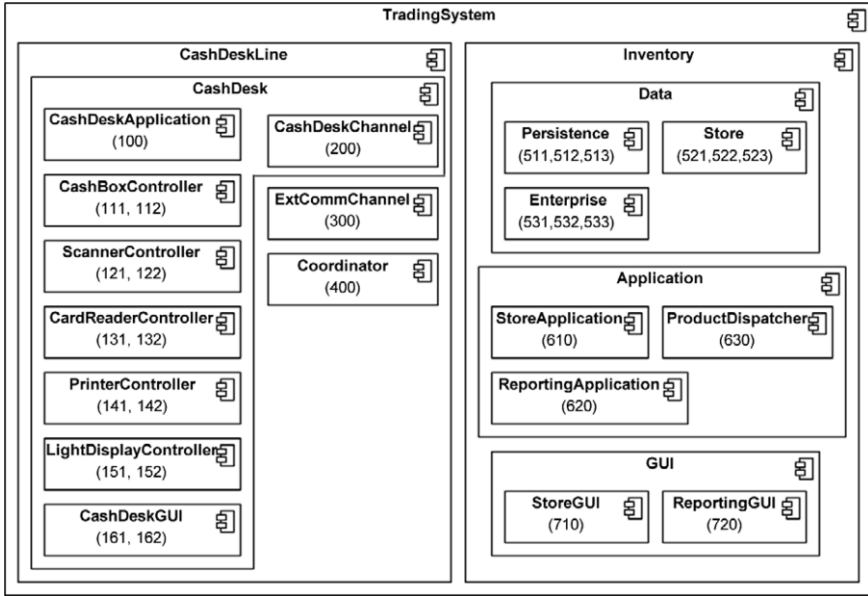 TradingSystem
CashDeskLine
CashDesk
CashDeskApplication
(100)
CashDeskChannel
(200)
CashBoxController
(111, 112)
ExtCommChannel
(300)
ScannerController
(121, 122)
Coordinator
(400)
CardReaderController
(131, 132)
PrinterController
(141, 142)
LightDisplayController
(151, 152)
CashDeskGUI
(161, 162)
Inventory
Data
Persistence
(511,512,513)
Store
(521,522,523)
Enterprise
(531,532,533)
Application
StoreApplication
(610)
ProductDispatcher
(630)
ReportingApplication
(620)
GUI
StoreGUI
(710)
ReportingGUI
(720)